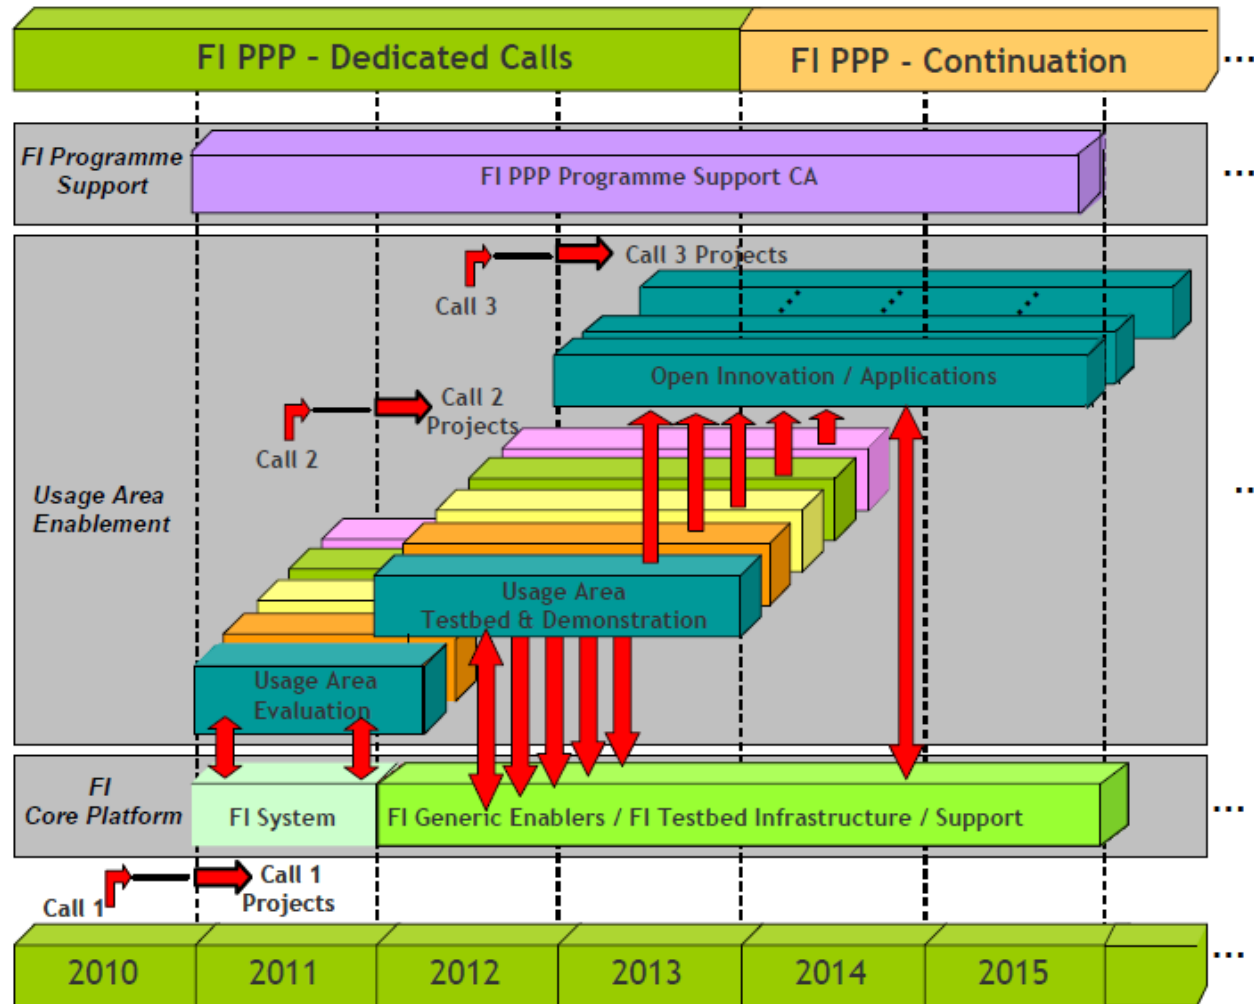 FI PPP – Dedicated Calls
FI PPP - Continuation
...
FI Programme
Support
FI PPP Programme Support CA
...
Call 3 Projects
Call 3
Open Innovation / Applications
Call 2
Projects
Call 2
Usage Area
Enablement
..
Usage Area
Testbed & Demonstration
Usage Area
Evaluation
FI
Core Platform
FI System
FI Generic Enablers / FI Testbed Infrastructure / Support
...
Call 1
Projects
Call 1
2010
2011
2012
2013
2014
2015
...